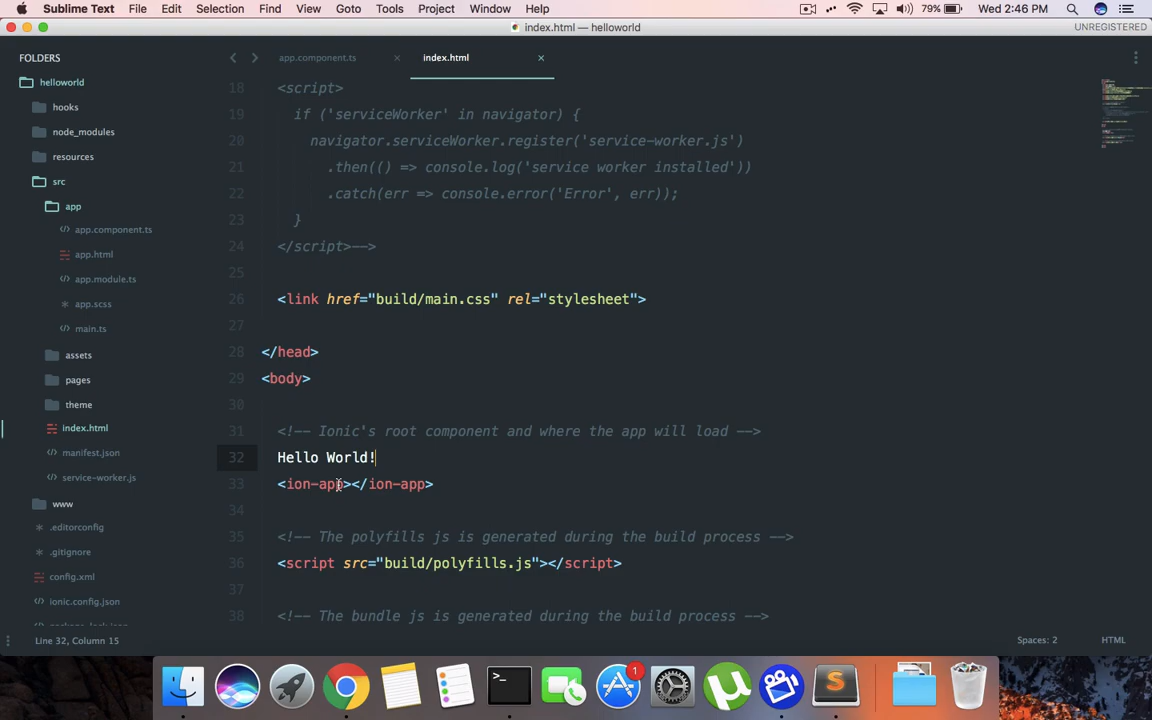 Sublime Text File Edit Selection Find View Goto Tools Project Window Help 79% Wed 2:46 PM
index.html — helloworld UNREGISTERED
FOLDERS
helloworld
hooks
node_modules
resources
src
app
app.component.ts
app.html
app.module.ts
app.scss
main.ts
assets
pages
theme
index.html
manifest.json
service-worker.js
www
.editorconfig
.gitignore
config.xml
ionic.config.json
package-lock.json
app.component.ts index.html
18 <script>
19 if ('serviceWorker' in navigator) {
20 navigator.serviceWorker.register('service-worker.js')
21 .then(() => console.log('service worker installed'))
22 .catch(err => console.error('Error', err));
23 }
24 </script>-->
25
26 <link href="build/main.css" rel="stylesheet">
27
28 </head>
29 <body>
30
31 <!-- Ionic's root component and where the app will load -->
32 Hello World!
33 <ion-app></ion-app>
34
35 <!-- The polyfills js is generated during the build process -->
36 <script src="build/polyfills.js"></script>
37
38 <!-- The bundle js is generated during the build process -->
Line 32, Column 15 Spaces: 2 HTML
>_ 1 S